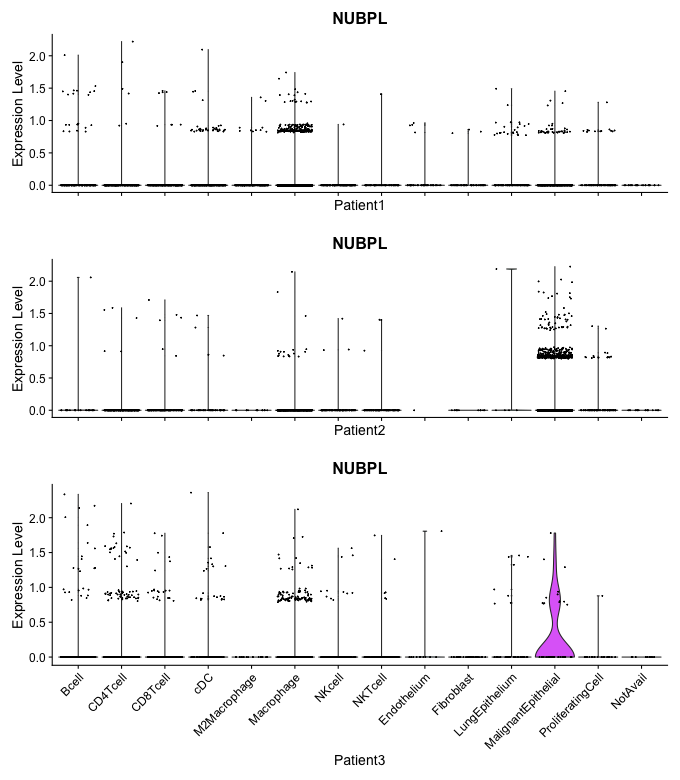 NUBPL
Expression Level
2.0
1.5
1.0
0.5
0.0
Patient1
NUBPL
Expression Level
2.0
1.5
1.0
0.5
0.0
Patient2
NUBPL
Expression Level
2.0
1.5
1.0
0.5
0.0
Bcell
CD4Tcell
CD8Tcell
cDC
M2Macrophage
Macrophage
NKcell
NKTcell
Endothelium
Fibroblast
LungEpithelium
MalignantEpithelial
ProliferatingCell
NotAvail
Patient3